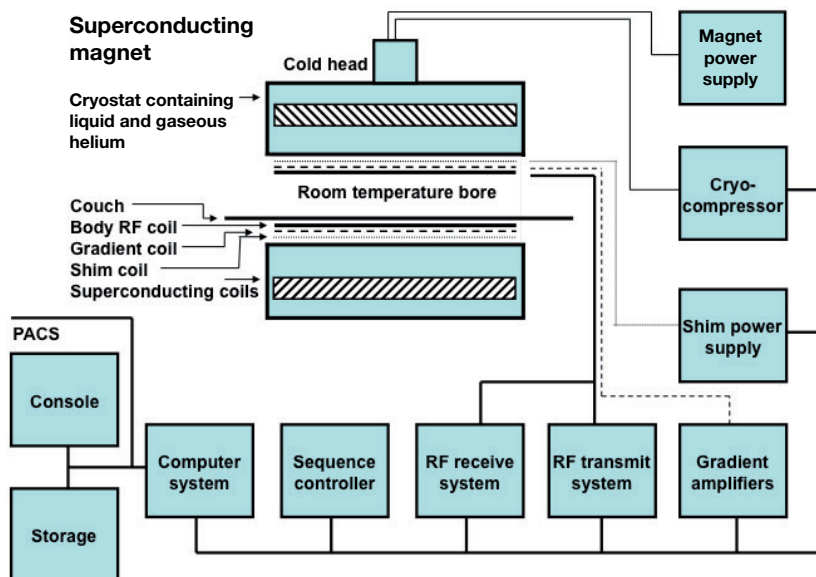 Superconducting
magnet
Cold head
Magnet
power
supply
Cryostat containing
liquid and gaseous
helium
Room temperature bore
Cryo-
compressor
Couch
Body RF coil
Gradient coil
Shim coil
Superconducting coils
Shim power
supply
PACS
Console
Computer
system
Sequence
controller
RF receive
system
RF transmit
system
Gradient
amplifiers
Storage